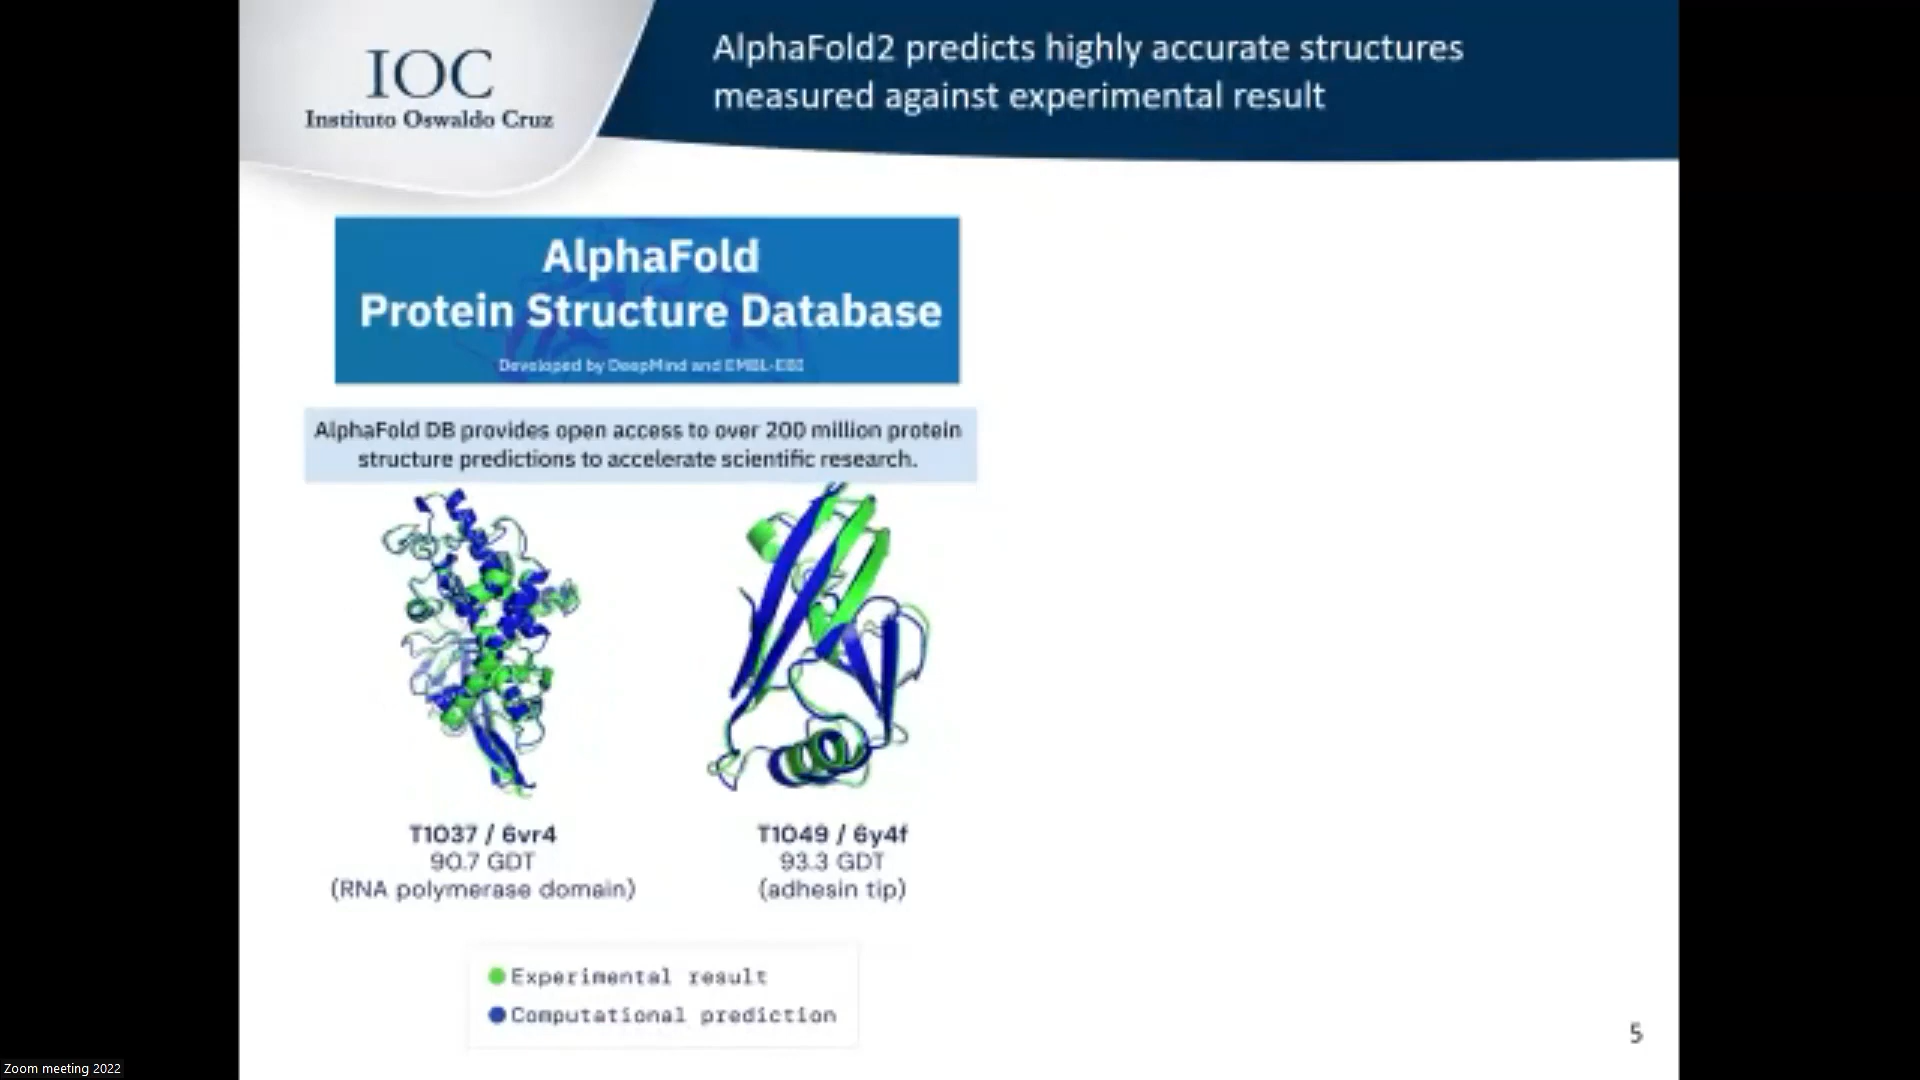 IOC
Instituto Oswaldo Cruz
AlphaFold2 predicts highly accurate structures
measured against experimental result
AlphaFold
Protein Structure Database
Developed by DeepMind and EMBL-EBI
AlphaFold DB provides open access to over 200 million protein
structure predictions to accelerate scientific research.
T1037 / 6vr4
90.7 GDT
(RNA polymerase domain)
T1049 / 6y4f
93.3 GDT
(adhesin tip)
Experimental result
Computational prediction
5
Zoom meeting 2022